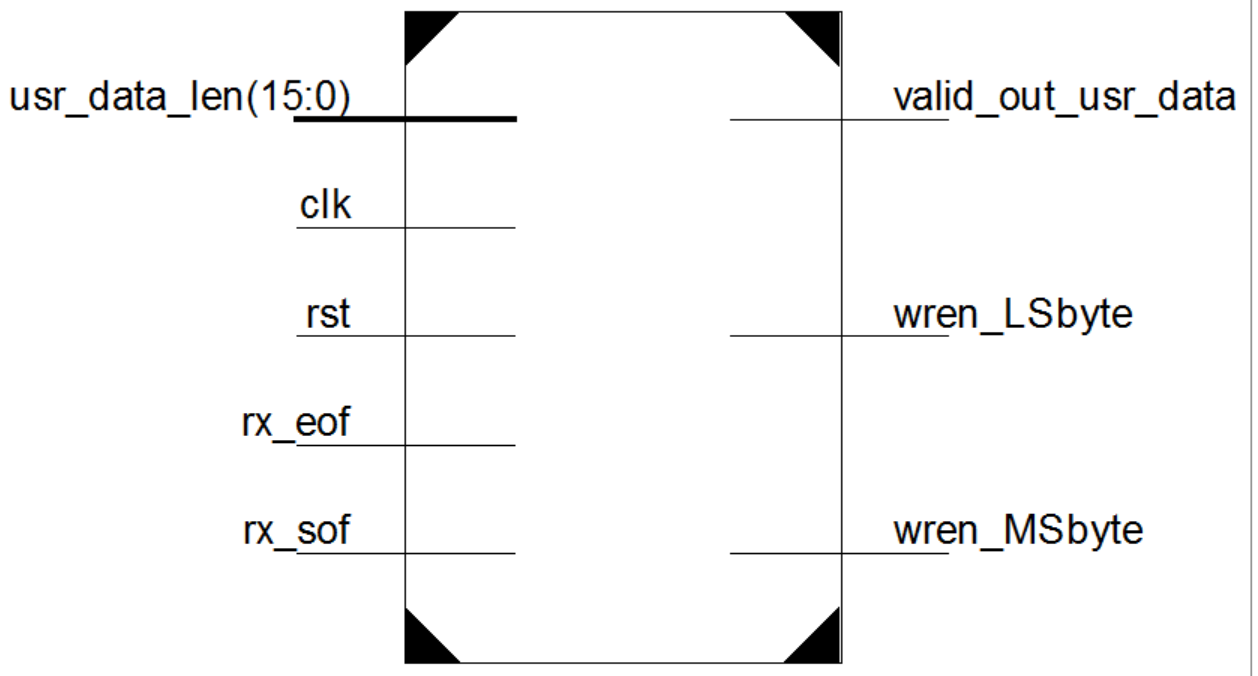 usr_data_len(15:0)
valid_out_usr_data
clk
rst
wren_LSbyte
rx_eof
rx_sof
wren_MSbyte